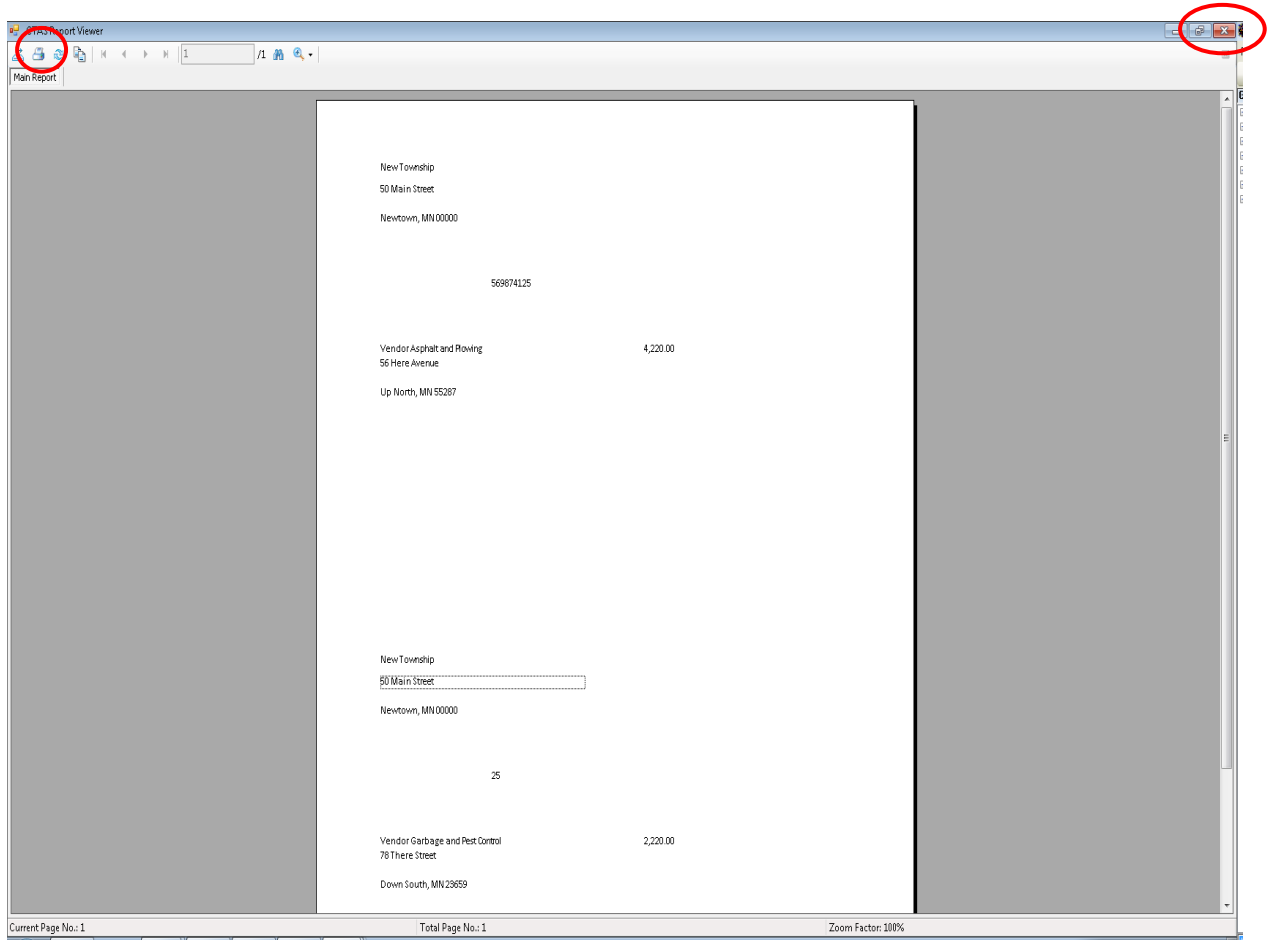 CTAS Report Viewer
1 /1
Main Report
New Township
50 Main Street
Newtown, MN 00000
569874125
Vendor Asphalt and Plowing 4,220.00
56 Here Avenue
Up North, MN 55287
New Township
50 Main Street
Newtown, MN 00000
25
Vendor Garbage and Pest Control 2,220.00
78 There Street
Down South, MN 23659
Current Page No.: 1 Total Page No.: 1 Zoom Factor: 100%